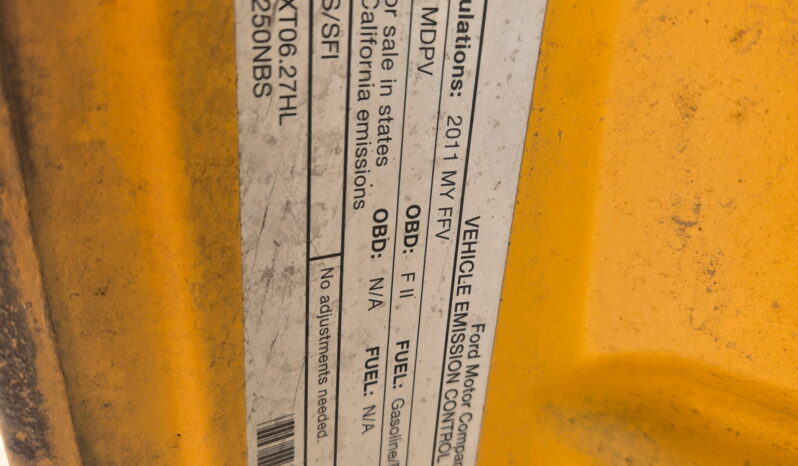 Ford Motor Compan
VEHICLE EMISSION CONTROL
ulations: 2011 MY FFV
MDPV OBD: F II FUEL: Gasoline/
or sale in states
California emissions OBD: N/A FUEL: N/A
S/SFI No adjustments needed.
XT06.27HL
250NBS